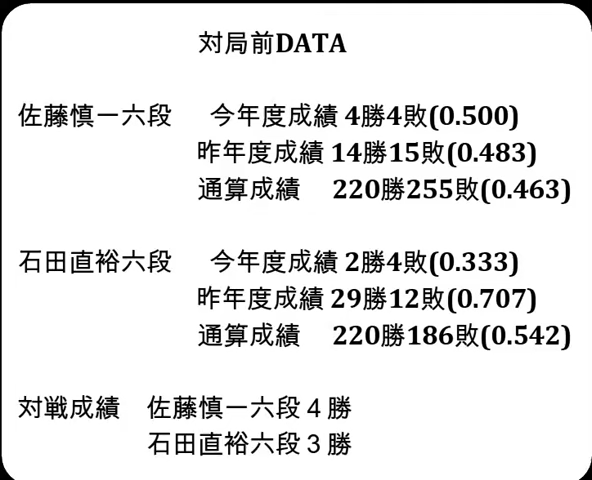 対局前DATA
佐藤慎一六段 今年度成績 4勝4敗(0.500)
昨年度成績 14勝15敗(0.483)
通算成績 220勝255敗(0.463)
石田直裕六段 今年度成績 2勝4敗(0.333)
昨年度成績 29勝12敗(0.707)
通算成績 220勝186敗(0.542)
対戦成績 佐藤慎一六段 4 勝
石田直裕六段 3 勝